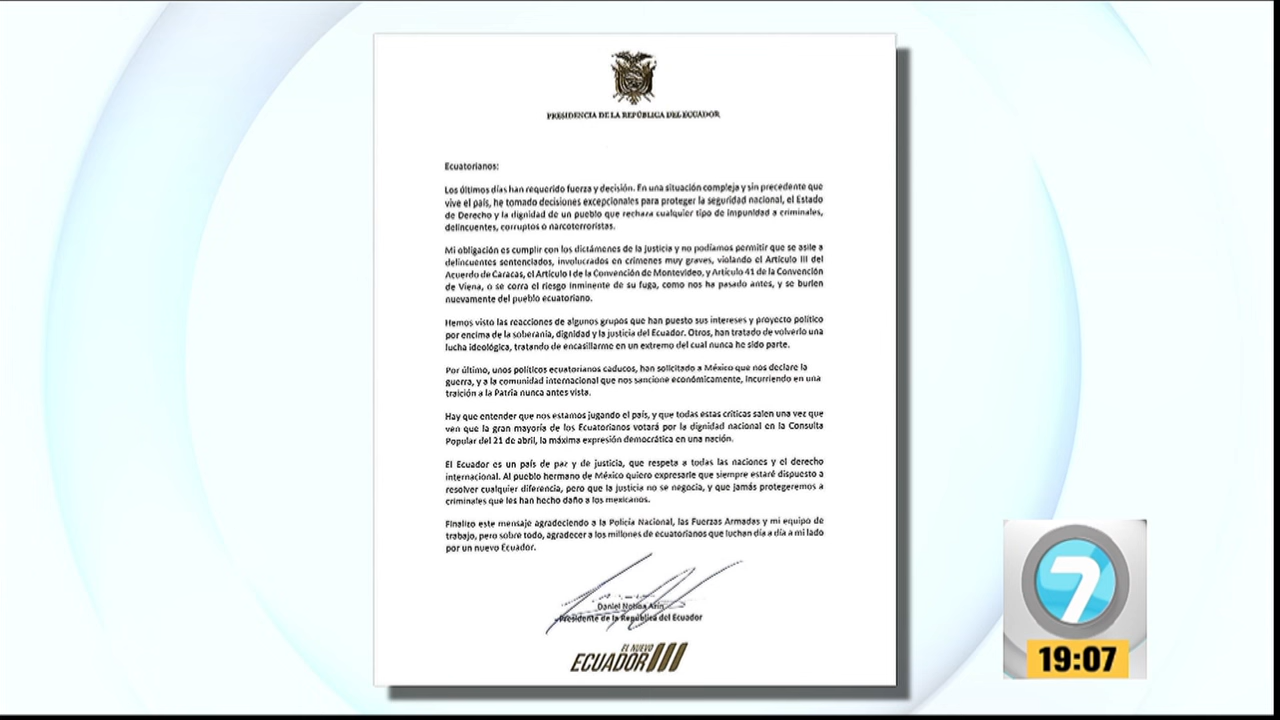 PRESIDENCIA DE LA REPÚBLICA DEL ECUADOR
Ecuatorianos:
Los últimos días han requerido fuerza y decisión. En una situación compleja y sin precedente que
vive el país, he tomado decisiones excepcionales para proteger la seguridad nacional, el Estado
de Derecho y la dignidad de un pueblo que rechaza cualquier tipo de impunidad a criminales,
delincuentes, corruptos o narcoterroristas.
Mi obligación es cumplir con los dictámenes de la justicia y no podíamos permitir que se asile a
delincuentes sentenciados, involucrados en crímenes muy graves, violando el Artículo III del
Acuerdo de Caracas, el Artículo I de la Convención de Montevideo, y Artículo 41 de la Convención
de Viena, o se corra el riesgo inminente de su fuga, como nos ha pasado antes, y se burlen
nuevamente del pueblo ecuatoriano.
Hemos visto las reacciones de algunos grupos que han puesto sus intereses y proyecto político
por encima de la soberanía, dignidad y la justicia del Ecuador. Otros, han tratado de volverlo una
lucha ideológica, tratando de encasillarme en un extremo del cual nunca he sido parte.
Por último, unos políticos ecuatorianos caducos, han solicitado a México que nos declare la
guerra, y a la comunidad internacional que nos sancione económicamente, incurriendo en una
traición a la Patria nunca antes vista.
Hay que entender que nos estamos jugando el país, y que todas estas críticas salen una vez que
ven que la gran mayoría de los Ecuatorianos votará por la dignidad nacional en la Consulta
Popular del 21 de abril, la máxima expresión democrática en una nación.
El Ecuador es un país de paz y de justicia, que respeta a todas las naciones y el derecho
internacional. Al pueblo hermano de México quiero expresarle que siempre estaré dispuesto a
resolver cualquier diferencia, pero que la justicia no se negocia, y que jamás protegeremos a
criminales que les han hecho daño a los mexicanos.
Finalizo este mensaje agradeciendo a la Policía Nacional, las Fuerzas Armadas y mi equipo de
trabajo, pero sobre todo, agradecer a los millones de ecuatorianos que luchan día a día a mi lado
por un nuevo Ecuador.
Daniel Noboa Azín
Presidente de la República del Ecuador
EL NUEVO
ECUADOR
7
19:07